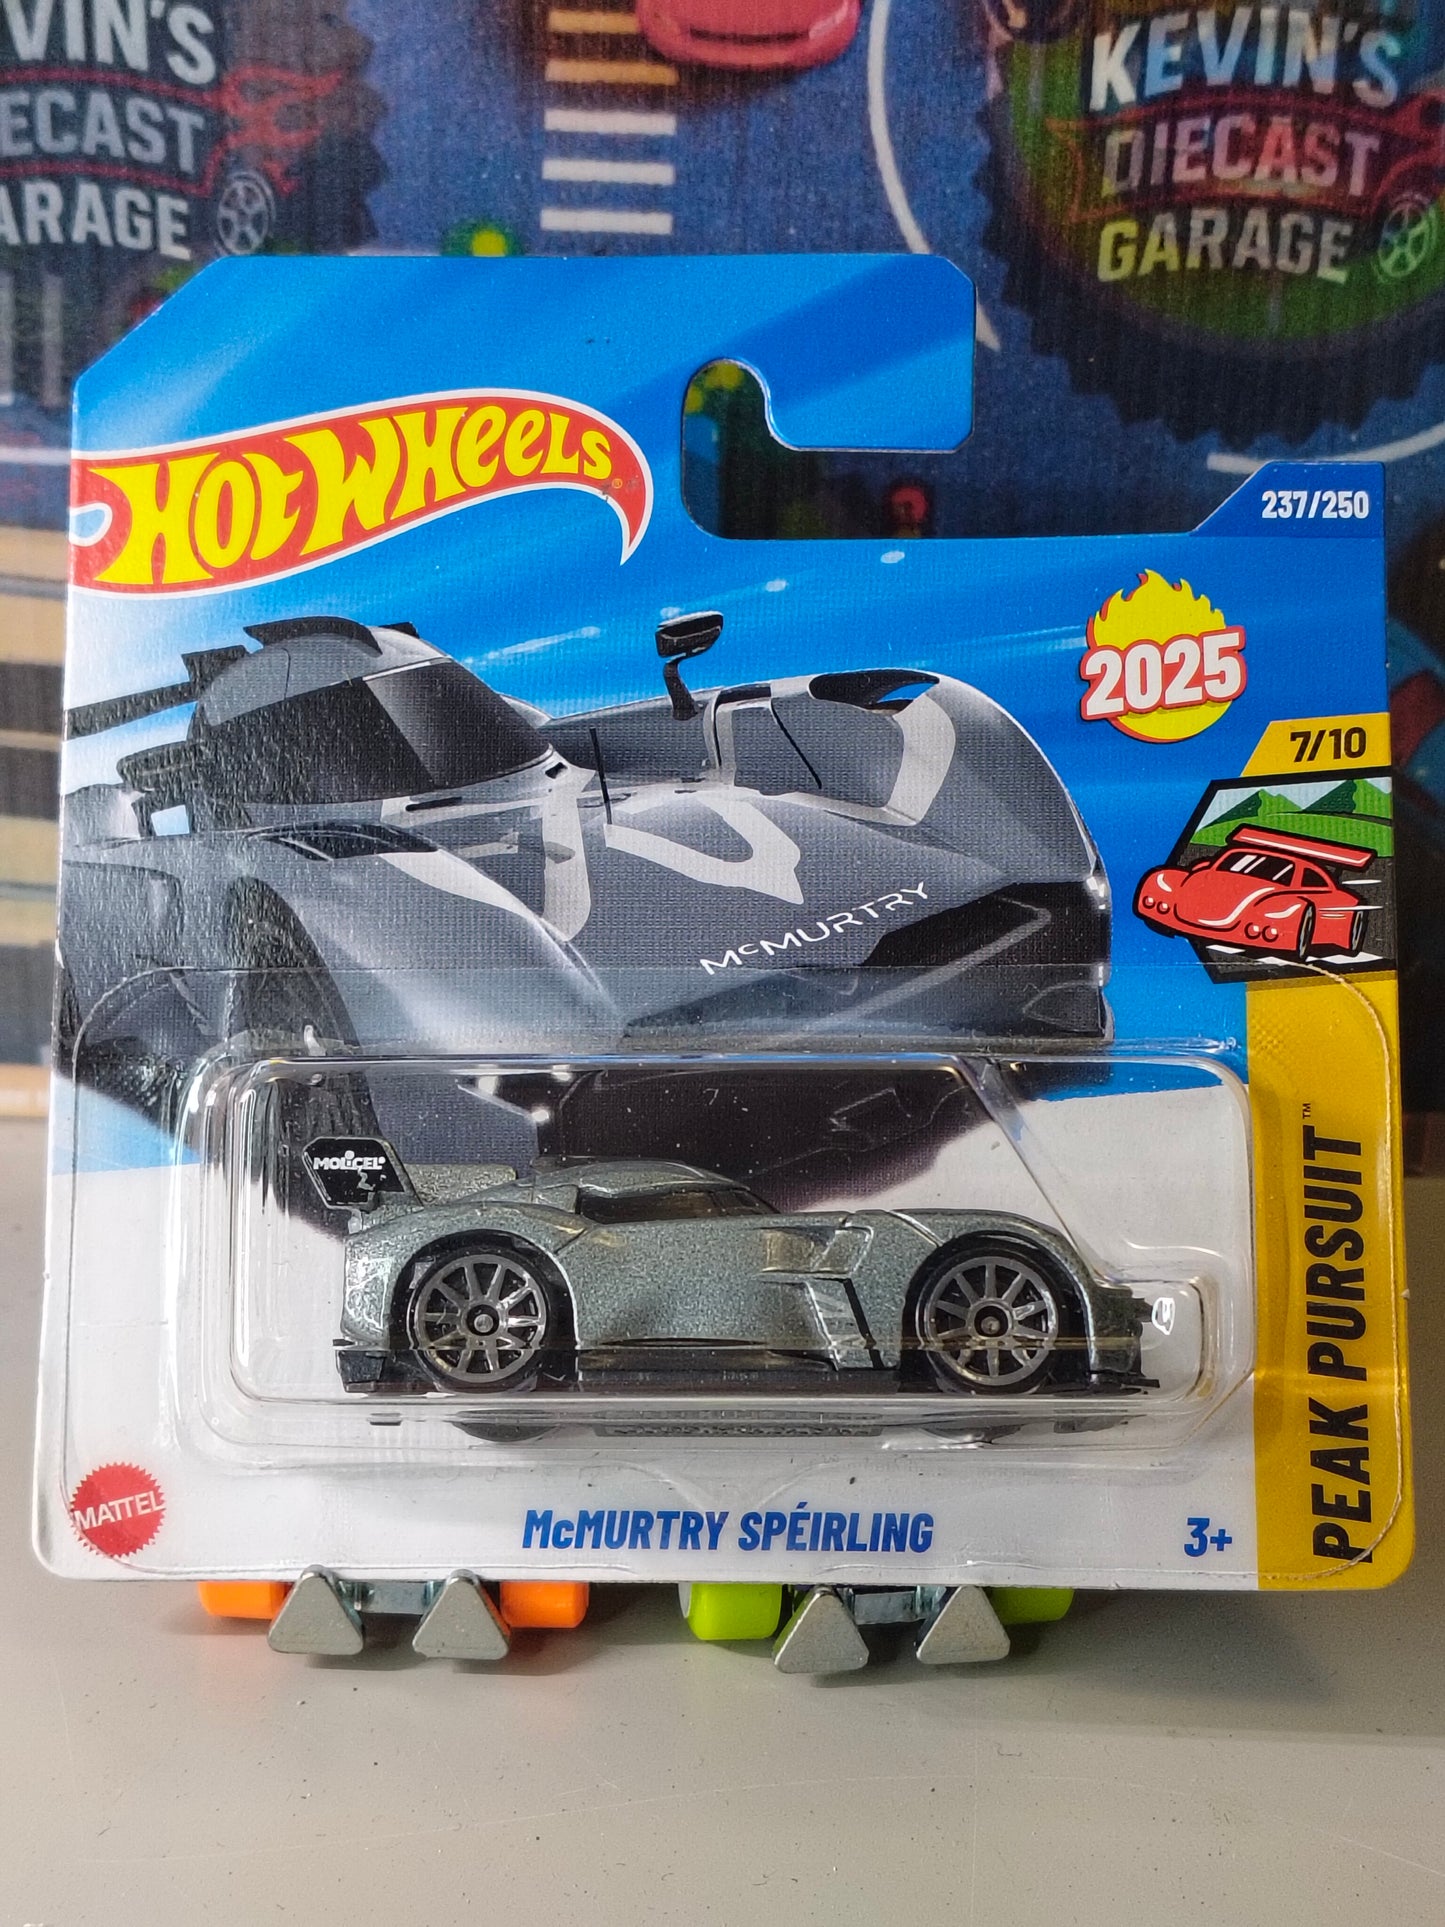 KEVIN'S
DIECAST
GARAGE
VIN'S
ECAST
ARAGE
HOT WHEELS®
237/250
2025
7/10
McMURTRY
MOLICEL
PEAK PURSUIT™
MATTEL
McMURTRY SPÉIRLING
3+